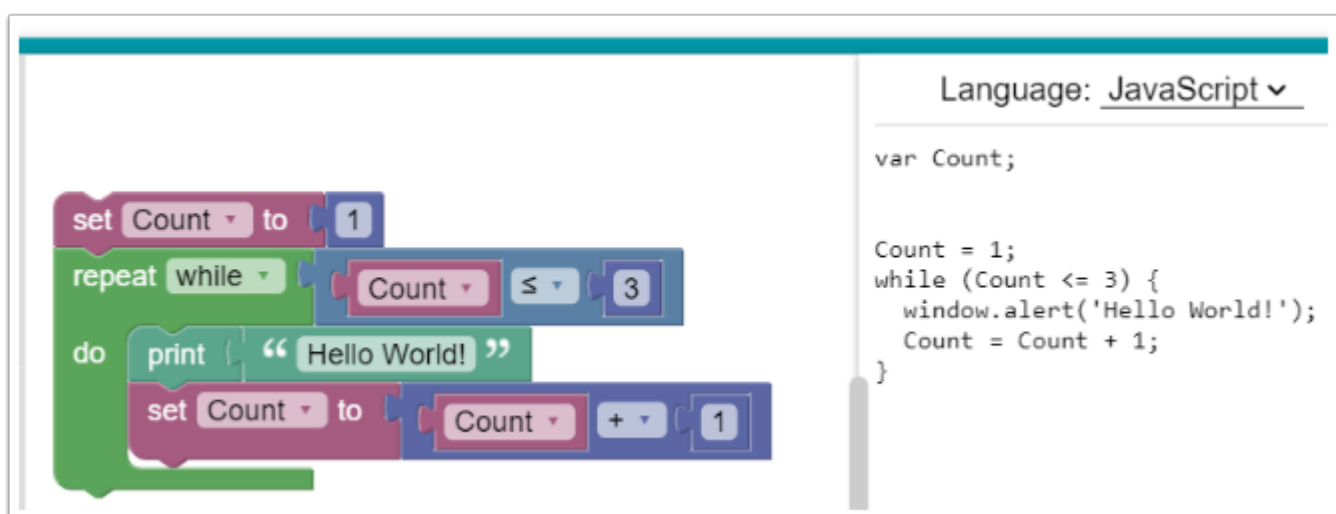 set Count to 1
repeat while Count ≤ 3
do print “ Hello World! ”
set Count to Count + 1
Language: JavaScript
var Count;
Count = 1;
while (Count <= 3) {
window.alert('Hello World!');
Count = Count + 1;
}